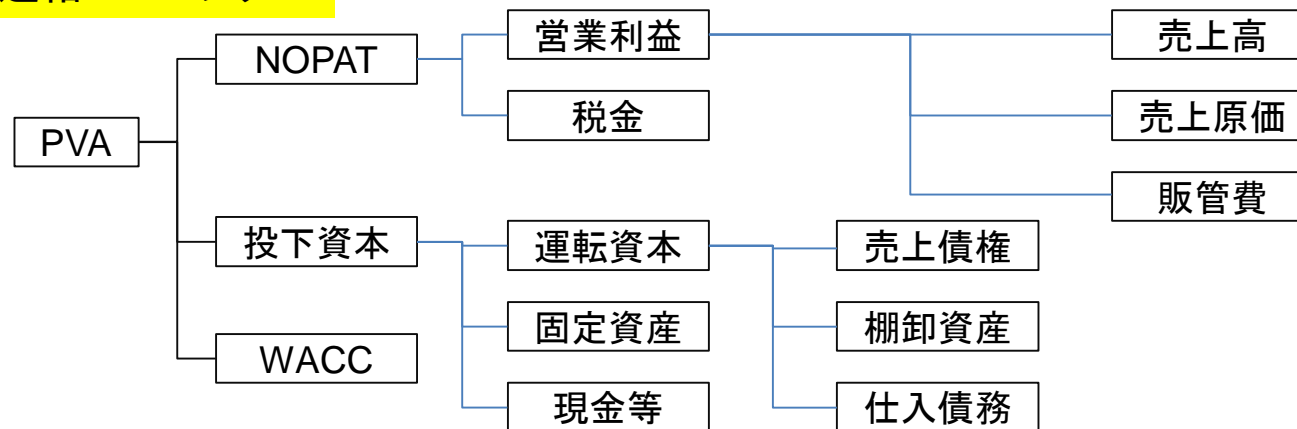 営業利益
売上高
NOPAT
税金
売上原価
PVA
販管費
投下資本
運転資本
売上債権
固定資産
棚卸資産
WACC
現金等
仕入債務